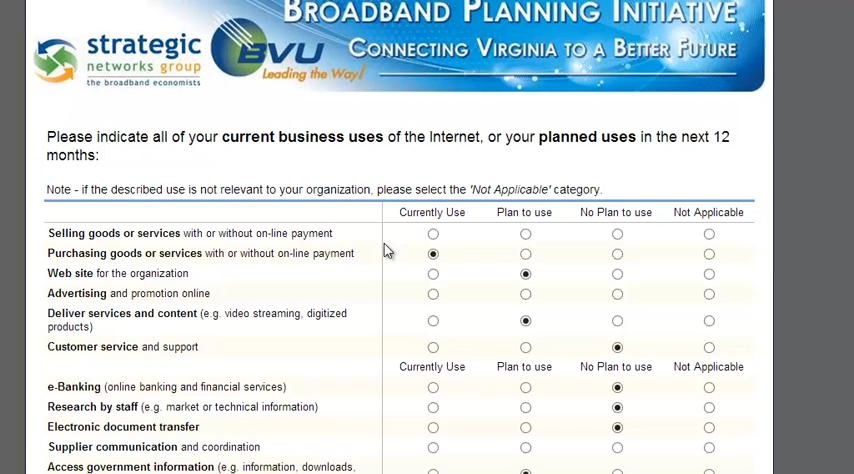 BROADBAND PLANNING INITIATIVE
strategic
networks group
the broadband economists
BVU
Leading the Way!
CONNECTING VIRGINIA TO A BETTER FUTURE
Please indicate all of your current business uses of the Internet, or your planned uses in the next 12
months:
Note - if the described use is not relevant to your organization, please select the 'Not Applicable' category.
Currently Use Plan to use No Plan to use Not Applicable
Selling goods or services with or without on-line payment
Purchasing goods or services with or without on-line payment
Web site for the organization
Advertising and promotion online
Deliver services and content (e.g. video streaming, digitized
products)
Customer service and support
Currently Use Plan to use No Plan to use Not Applicable
e-Banking (online banking and financial services)
Research by staff (e.g. market or technical information)
Electronic document transfer
Supplier communication and coordination
Access government information (e.g. information, downloads,